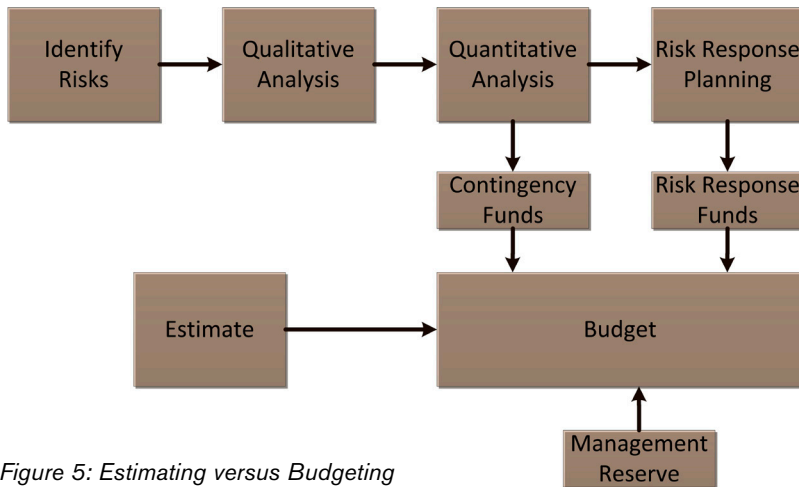 Identify
Risks
Qualitative
Analysis
Quantitative
Analysis
Risk Response
Planning
Contingency
Funds
Risk Response
Funds
Estimate
Budget
Management
Reserve
Figure 5: Estimating versus Budgeting